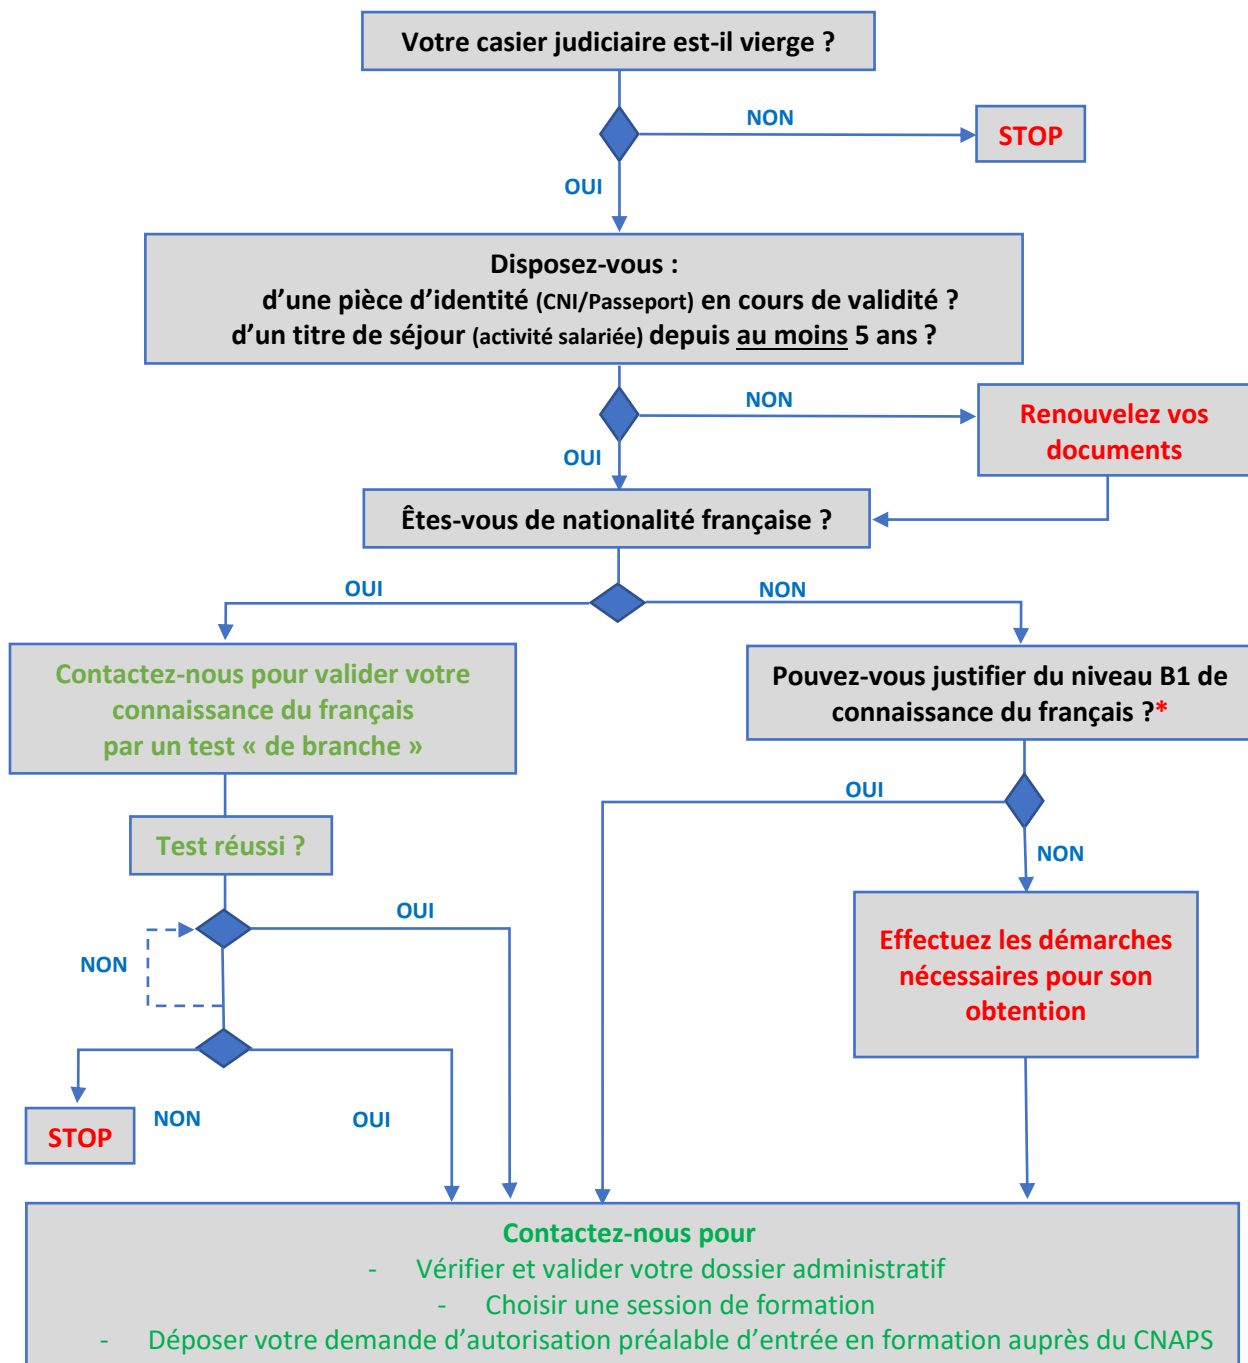 Votre casier judiciaire est-il vierge ?
NON
STOP
OUI
Disposez-vous :
d’une pièce d’identité (CNI/Passeport) en cours de validité ?
d’un titre de séjour (activité salariée) depuis au moins 5 ans ?
NON
Renouvelez vos
documents
OUI
Êtes-vous de nationalité française ?
OUI
NON
Contactez-nous pour valider votre
connaissance du français
par un test « de branche »
Pouvez-vous justifier du niveau B1 de
connaissance du français ?*
OUI
Test réussi ?
NON
OUI
NON
Effectuez les démarches
nécessaires pour son
obtention
STOP
NON
OUI
Contactez-nous pour
- Vérifier et valider votre dossier administratif
- Choisir une session de formation
- Déposer votre demande d’autorisation préalable d’entrée en formation auprès du CNAPS